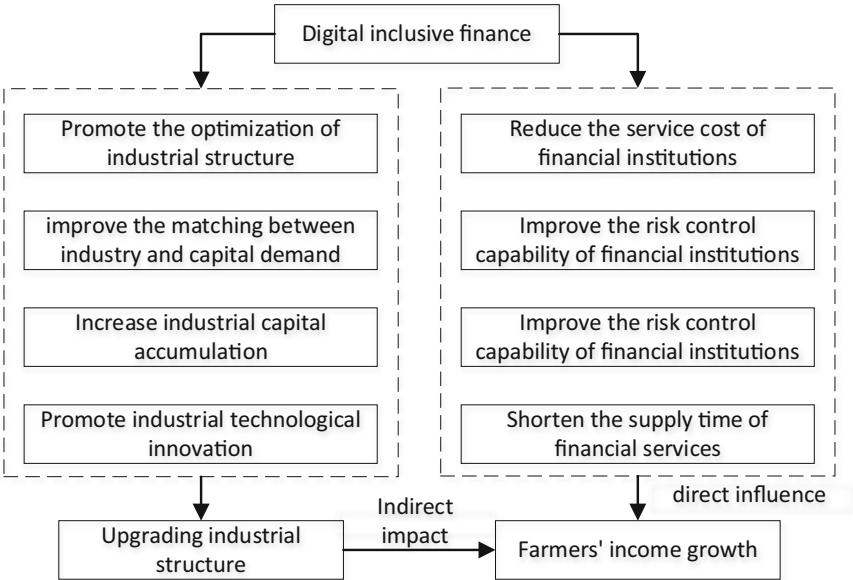 Digital inclusive finance
Promote the optimization of
industrial structure
improve the matching between
industry and capital demand
Increase industrial capital
accumulation
Promote industrial technological
innovation
Reduce the service cost of
financial institutions
Improve the risk control
capability of financial institutions
Improve the risk control
capability of financial institutions
Shorten the supply time of
financial services
direct influence
Upgrading industrial
structure
Indirect
impact
Farmers' income growth